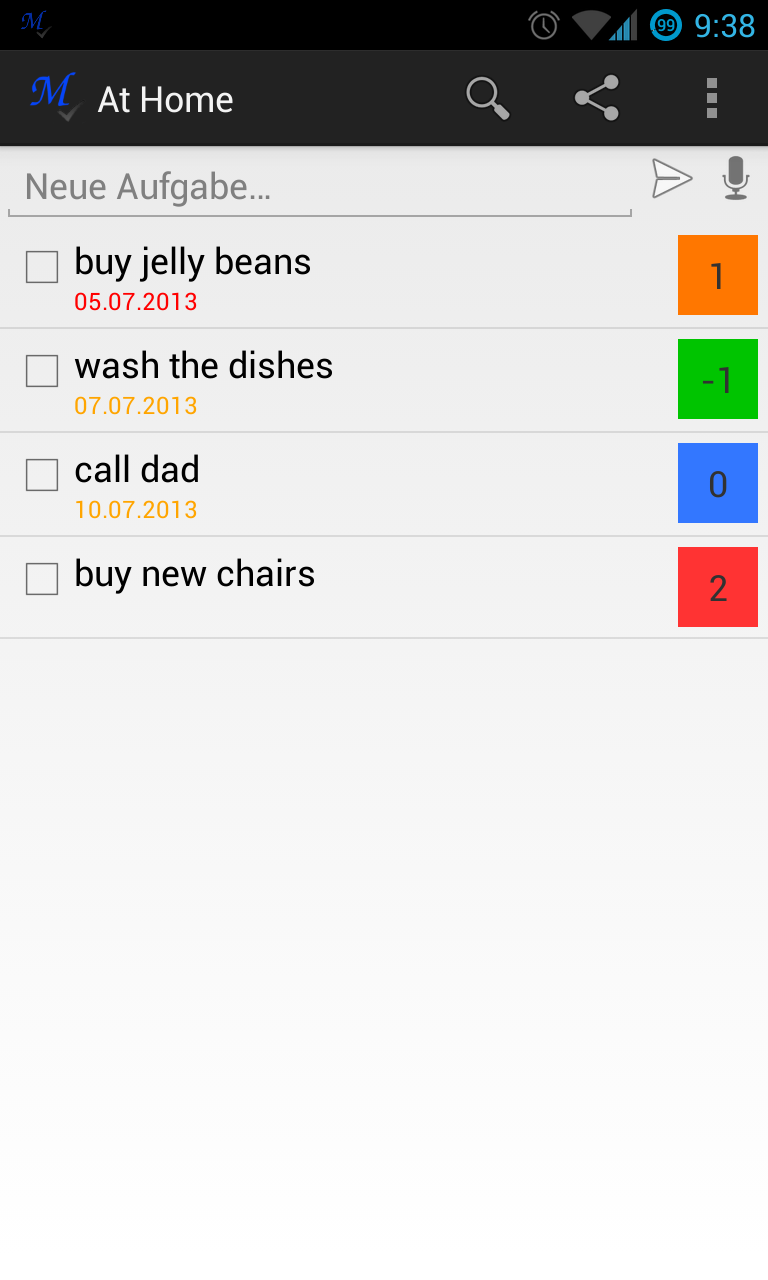 M
99 9:38
M At Home
Neue Aufgabe...
buy jelly beans
05.07.2013
1
wash the dishes
07.07.2013
-1
call dad
10.07.2013
0
buy new chairs
2